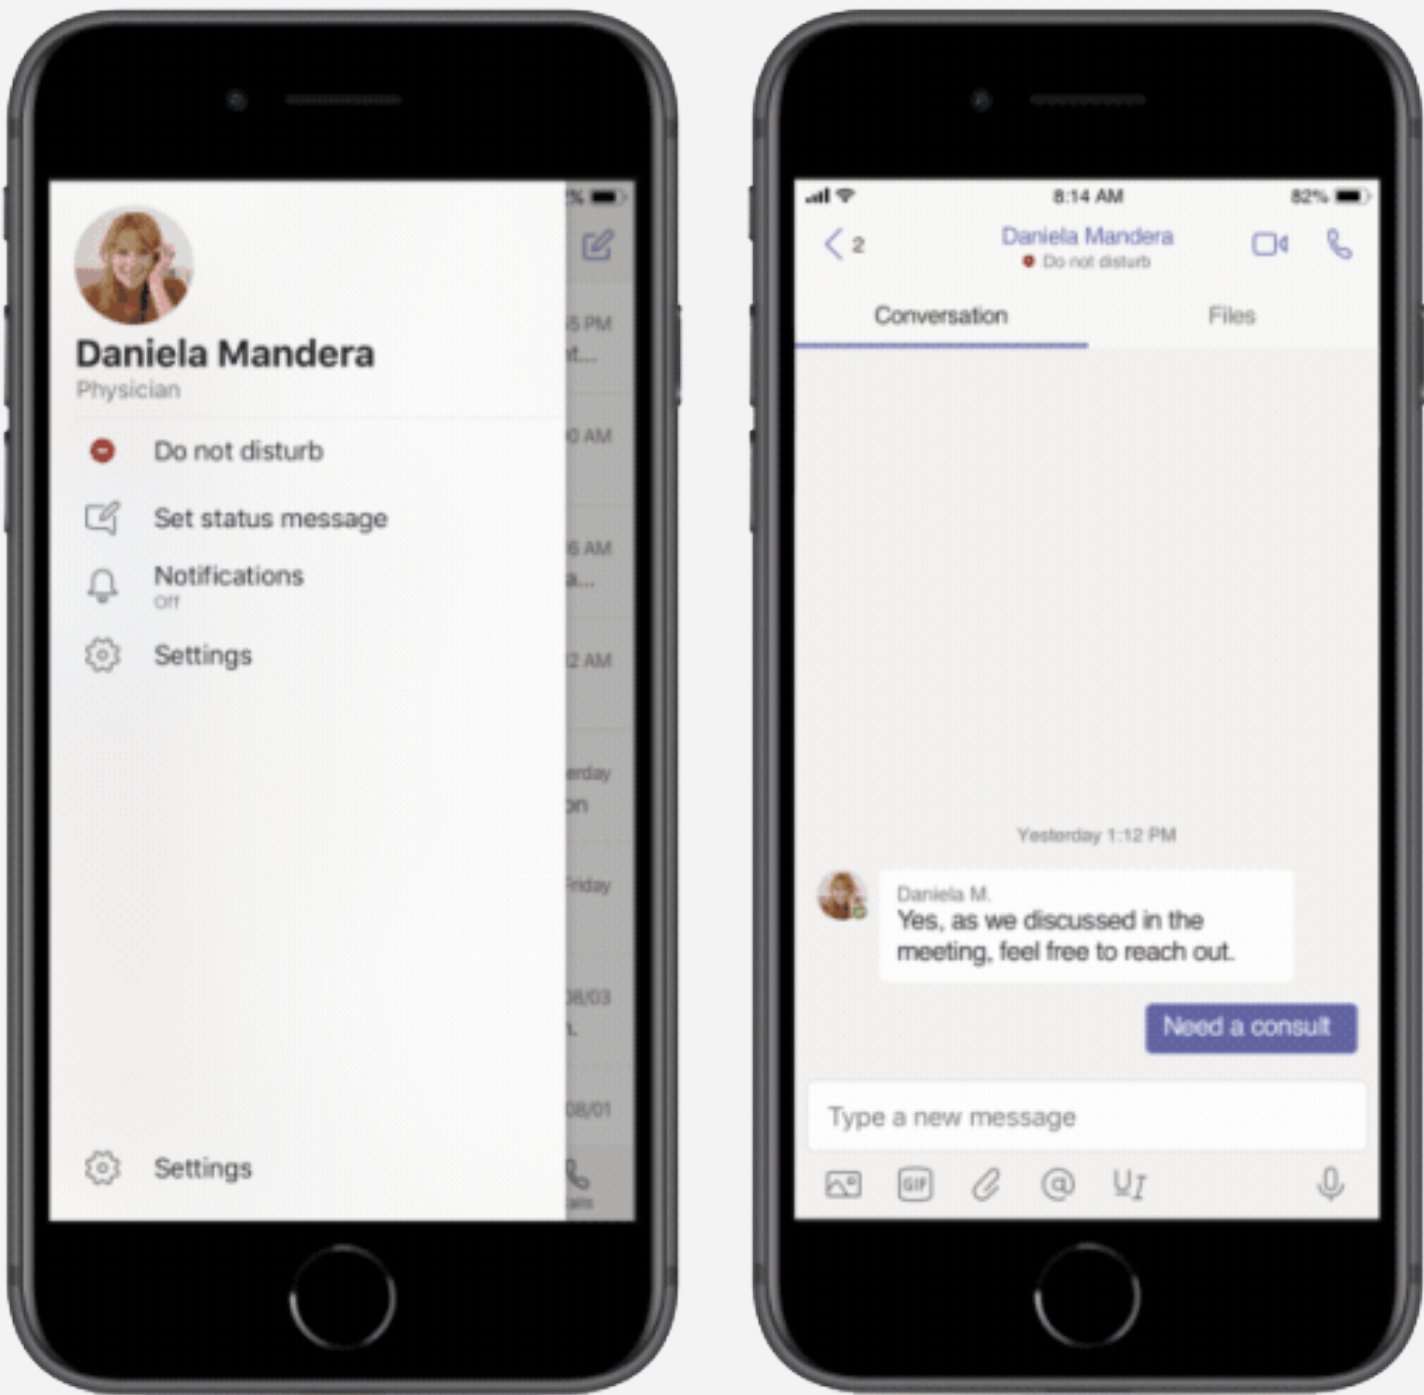 Daniela Mandera
Physician
Do not disturb
Set status message
Notifications
Off
Settings
Settings
%
5 PM
0 AM
6 AM
2 AM
erday
on
Friday
08/03
08/01
8:14 AM
82%
2
Daniela Mandera
Do not disturb
Conversation
Files
Yesterday 1:12 PM
Daniela M.
Yes, as we discussed in the
meeting, feel free to reach out.
Need a consult
Type a new message
GIF
@